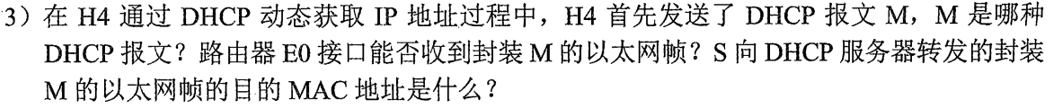 3）在 H4 通过 DHCP 动态获取 IP 地址过程中，H4 首先发送了 DHCP 报文 M，M 是哪种
DHCP 报文？路由器 E0 接口能否收到封装 M 的以太网帧？S 向 DHCP 服务器转发的封装
M 的以太网帧的目的 MAC 地址是什么？